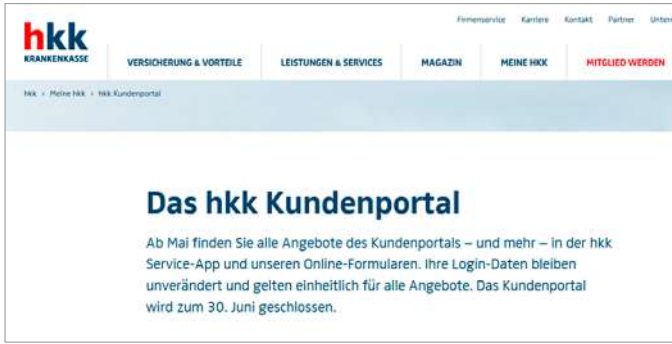 Firmenservice Karriere Kontakt Partner
hkk
KRANKENKASSE
VERSICHERUNG & VORTEILE LEISTUNGEN & SERVICES MAGAZIN MEINE HKK MITGLIED WERDEN
hkk › Meine hkk › hkk Kundenportal
Das hkk Kundenportal
Ab Mai finden Sie alle Angebote des Kundenportals – und mehr – in der hkk
Service-App und unseren Online-Formularen. Ihre Login-Daten bleiben
unverändert und gelten einheitlich für alle Angebote. Das Kundenportal
wird zum 30. Juni geschlossen.